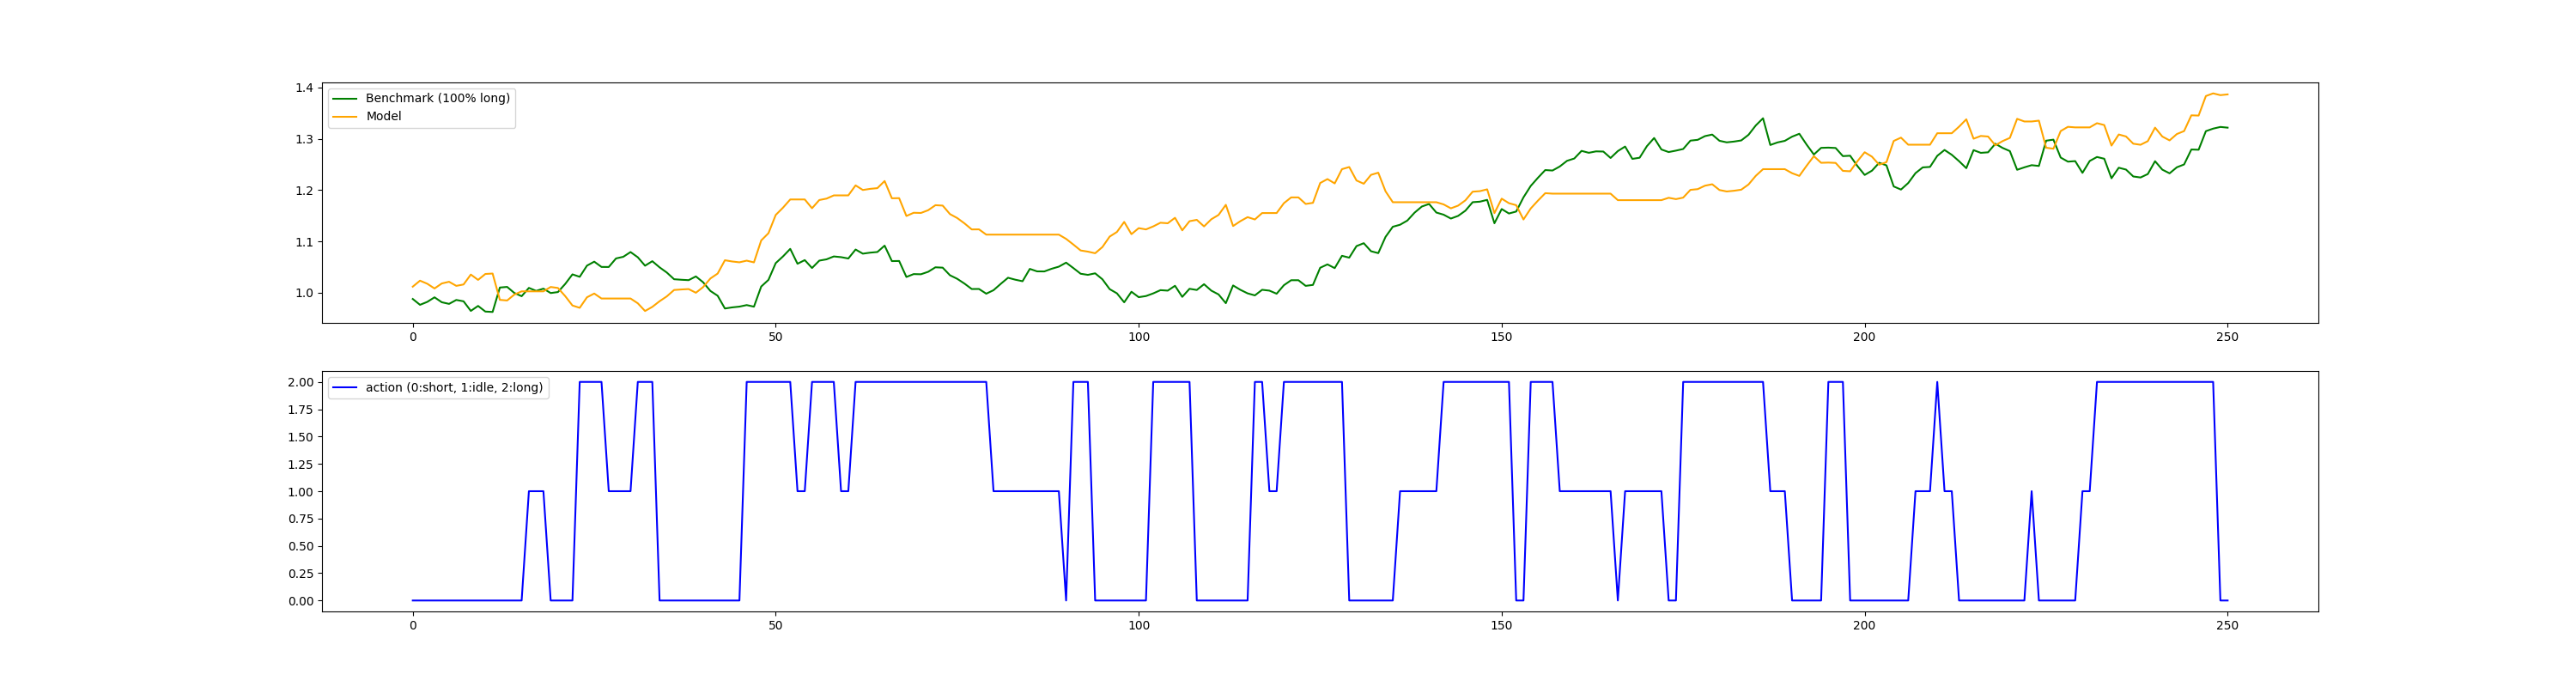 1.4
1.3
1.2
1.1
1.0
Benchmark (100% long)
Model
0 50 100 150 200 250
2.00
1.75
1.50
1.25
1.00
0.75
0.50
0.25
0.00
action (0:short, 1:idle, 2:long)
0 50 100 150 200 250